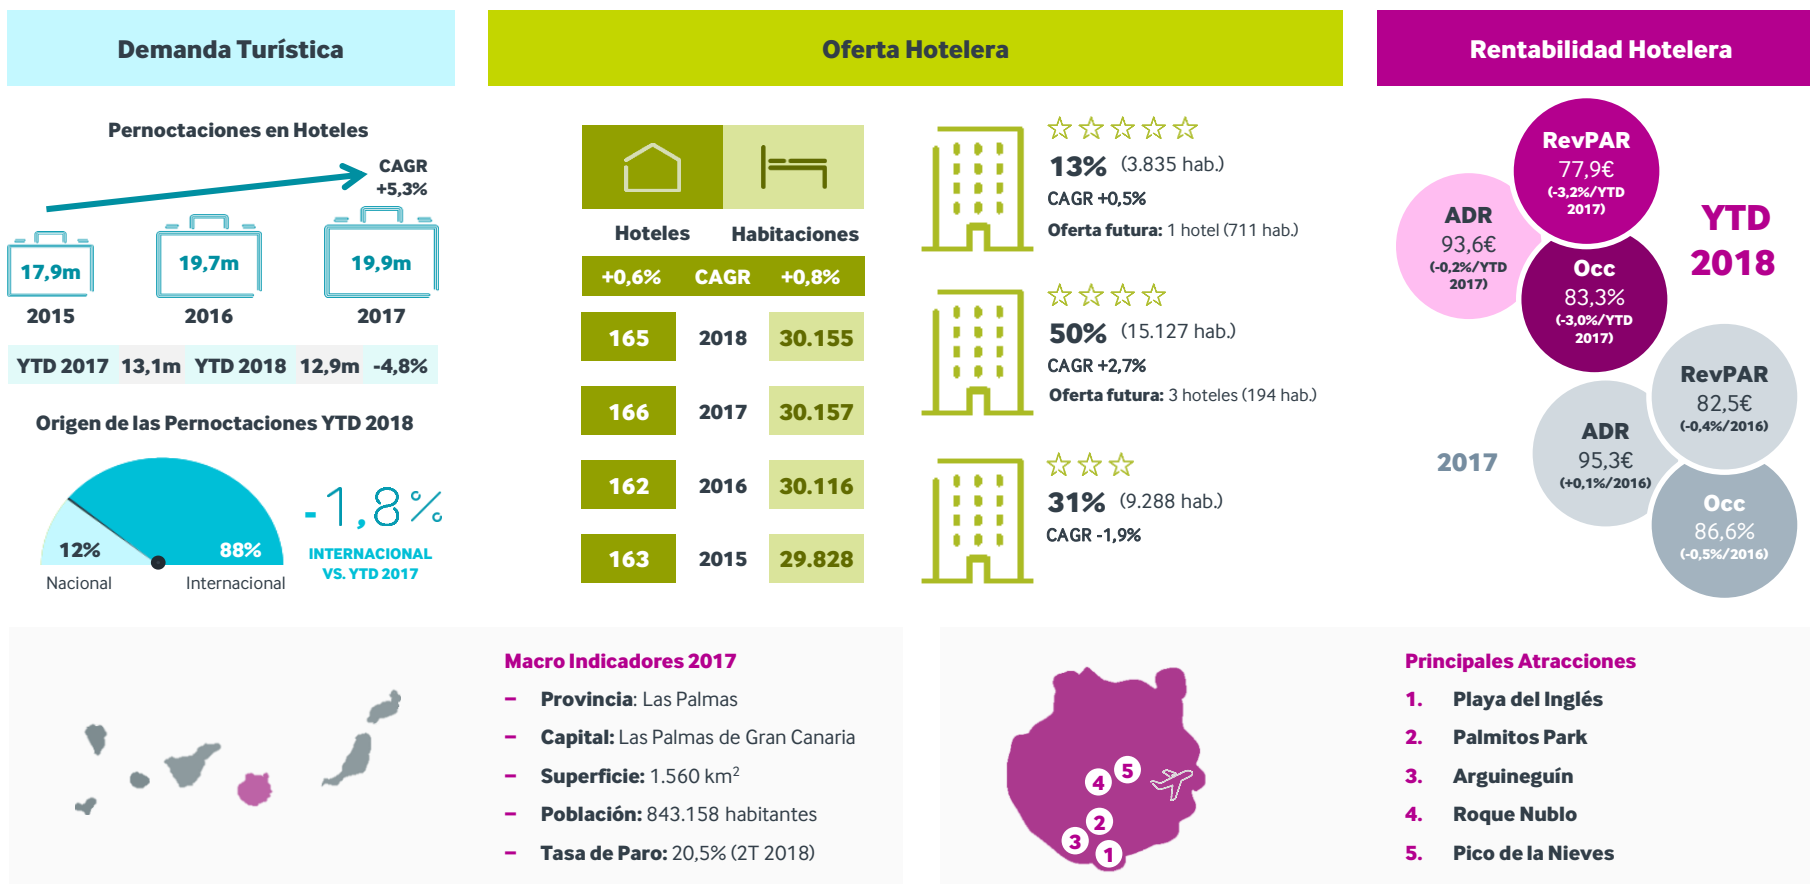 Demanda Turística
Pernoctaciones en Hoteles
CAGR
+5,3%
17,9m
19,7m
19,9m
2015
2016
2017
YTD 2017 13,1m YTD 2018 12,9m -4,8%
Origen de las Pernoctaciones YTD 2018
12%
88%
Nacional
Internacional
-1,8%
INTERNACIONAL
VS. YTD 2017
Oferta Hotelera
Hoteles Habitaciones
+0,6% CAGR +0,8%
165 2018 30.155
166 2017 30.157
162 2016 30.116
163 2015 29.828
13% (3.835 hab.)
CAGR +0,5%
Oferta futura: 1 hotel (711 hab.)
50% (15.127 hab.)
CAGR +2,7%
Oferta futura: 3 hoteles (194 hab.)
31% (9.288 hab.)
CAGR -1,9%
Rentabilidad Hotelera
RevPAR
77,9€
(-3,2%/YTD
2017)
ADR
93,6€
(-0,2%/YTD
2017)
Occ
83,3%
(-3,0%/YTD
2017)
YTD
2018
RevPAR
82,5€
(-0,4%/2016)
ADR
95,3€
(+0,1%/2016)
Occ
86,6%
(-0,5%/2016)
2017
Macro Indicadores 2017
– Provincia: Las Palmas
– Capital: Las Palmas de Gran Canaria
– Superficie: 1.560 km²
– Población: 843.158 habitantes
– Tasa de Paro: 20,5% (2T 2018)
5
4
2
3
1
Principales Atracciones
1. Playa del Inglés
2. Palmitos Park
3. Arguineguín
4. Roque Nublo
5. Pico de la Nieves